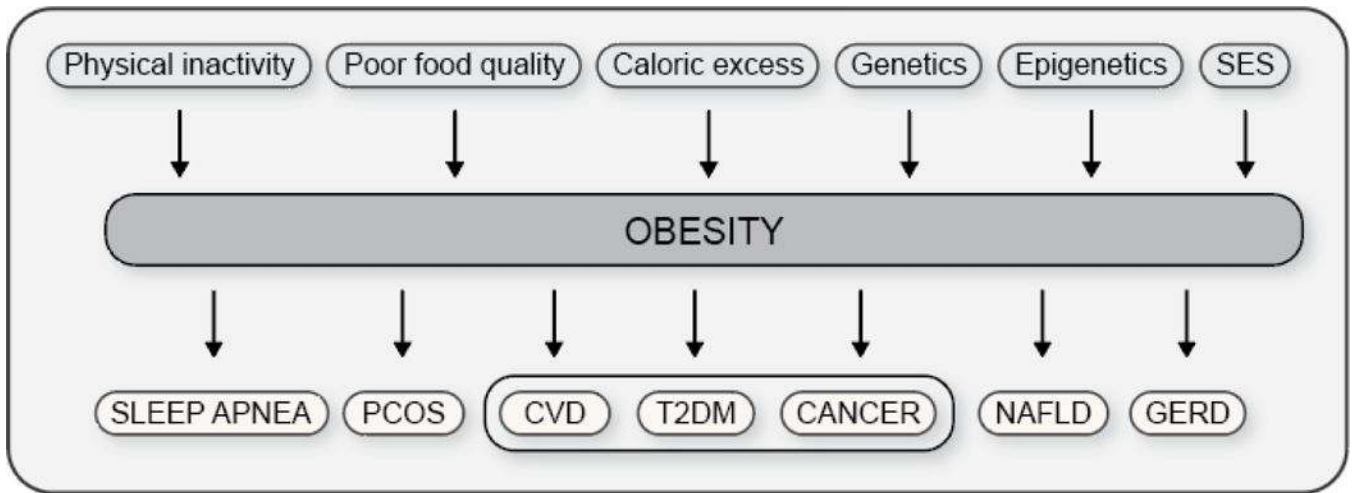 Physical inactivity Poor food quality Caloric excess Genetics Epigenetics SES
OBESITY
SLEEP APNEA PCOS CVD T2DM CANCER NAFLD GERD